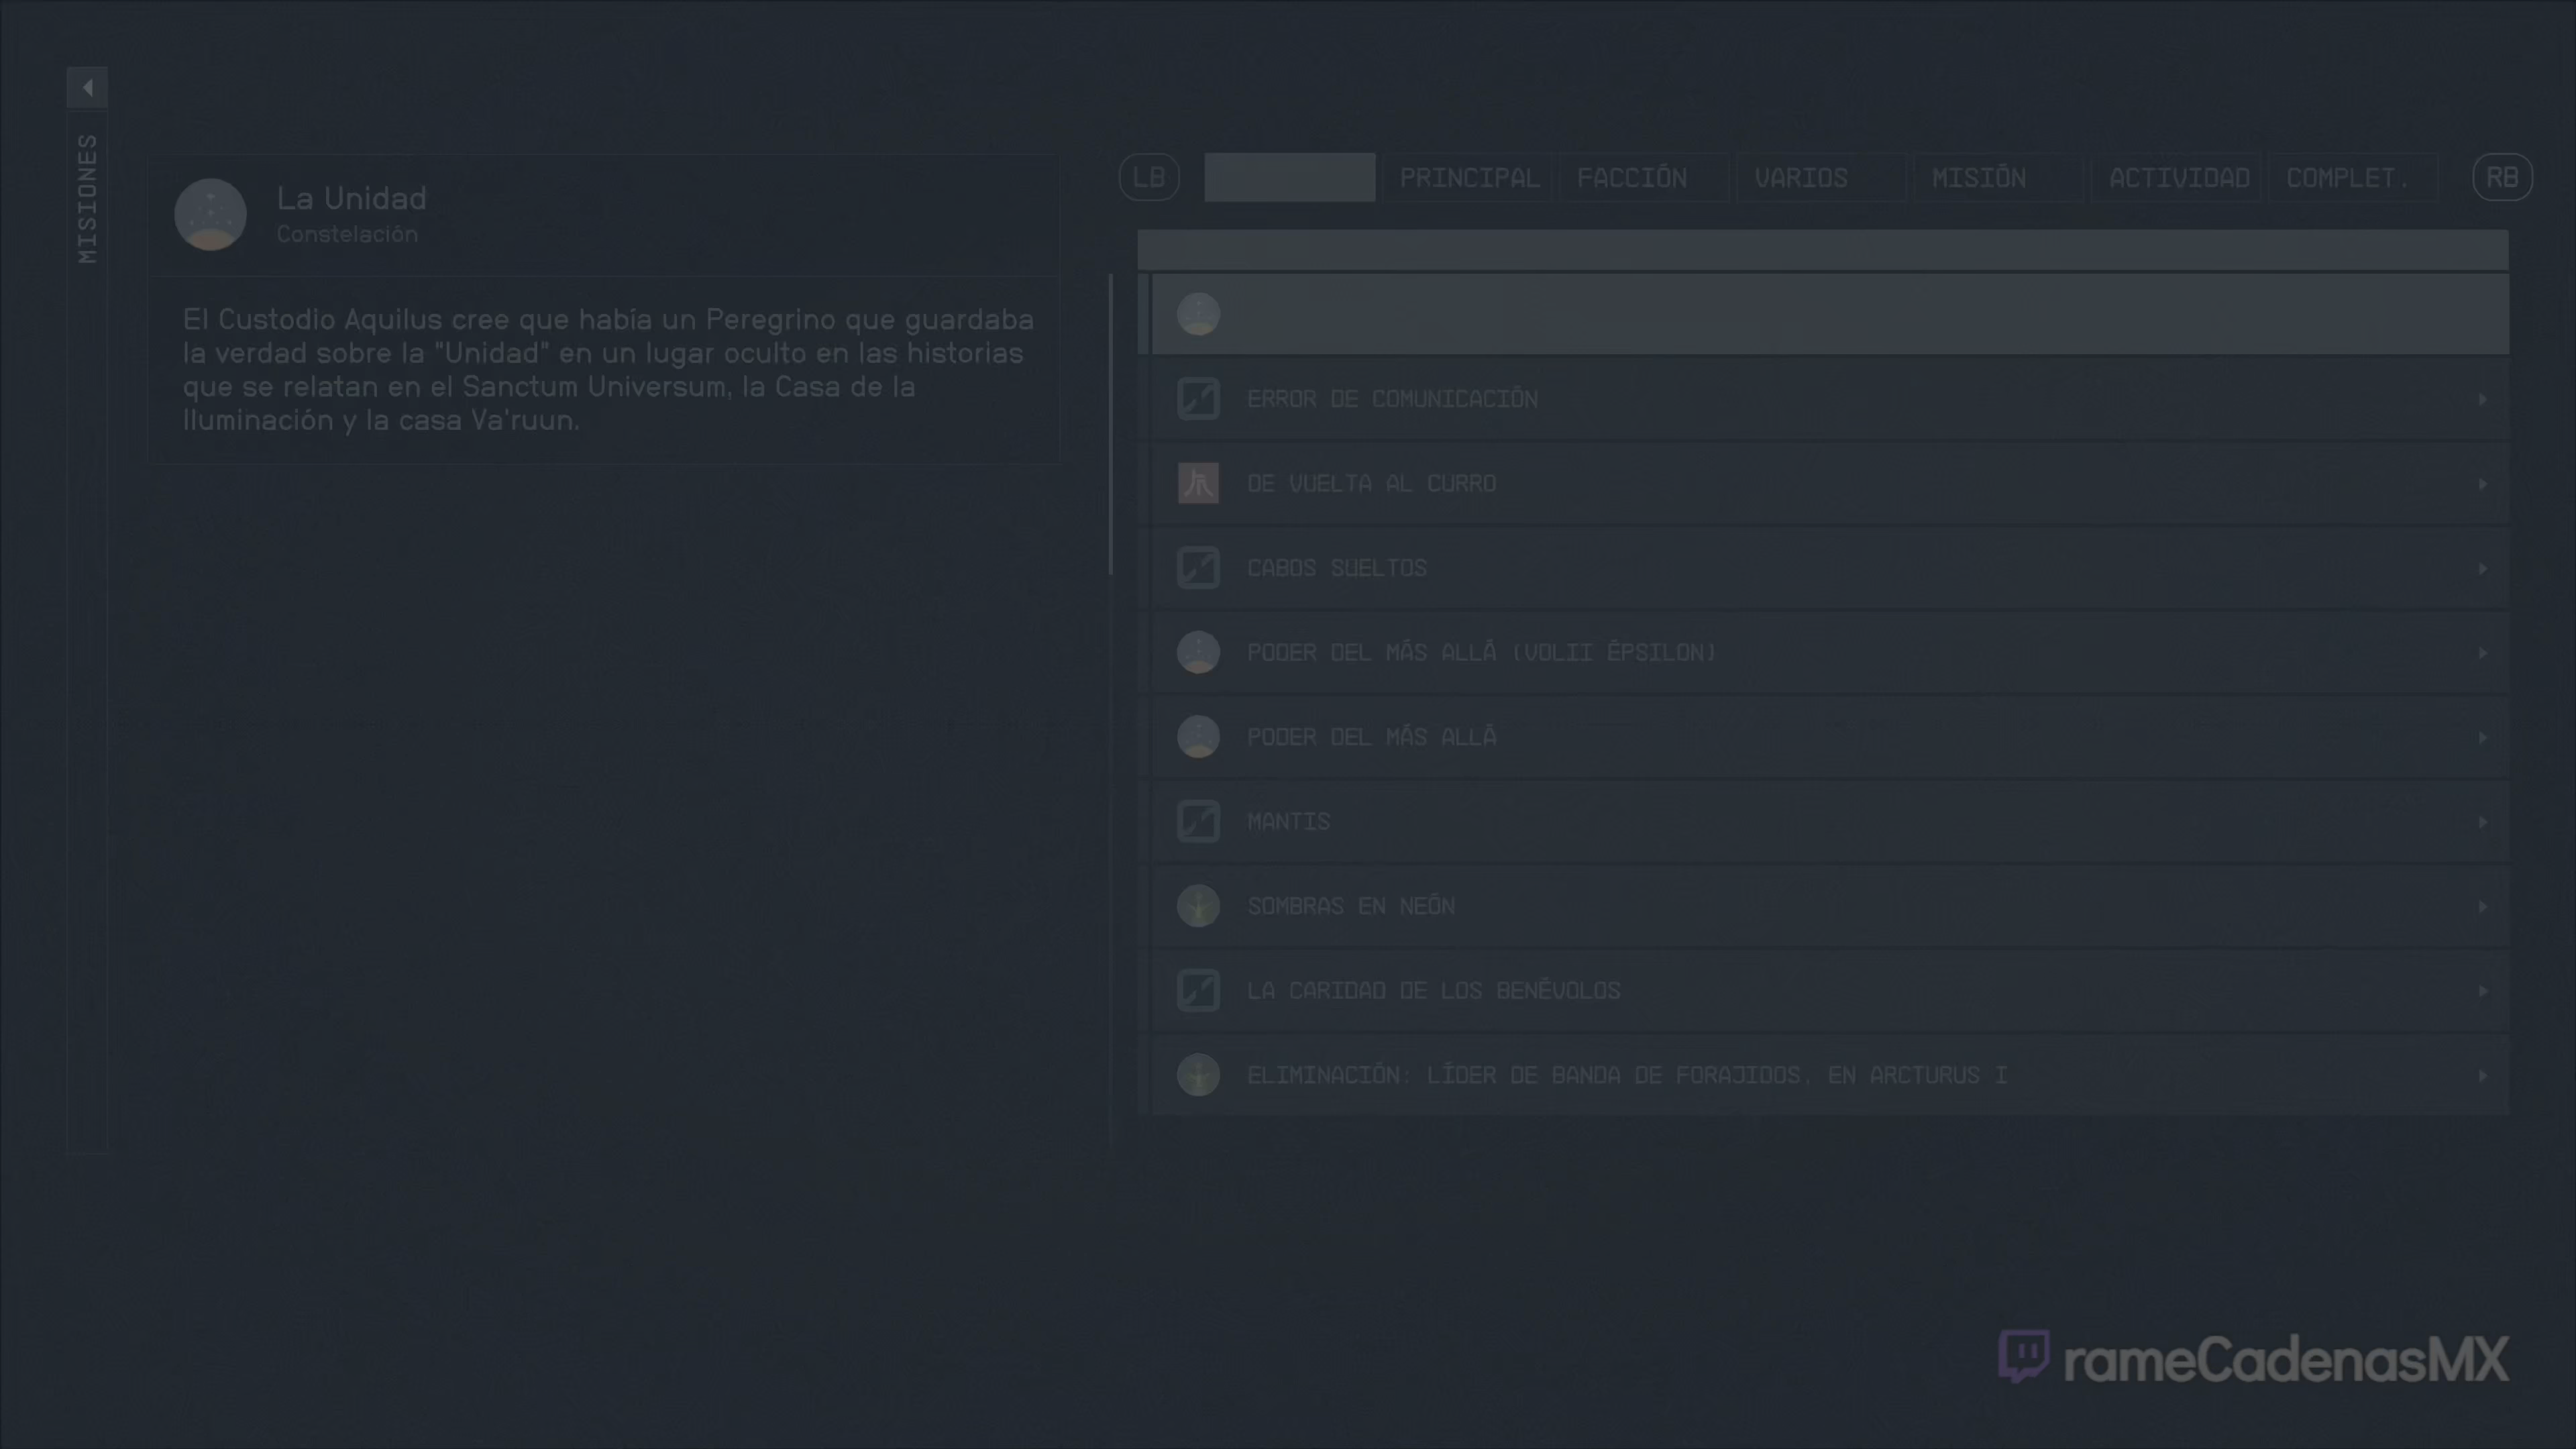 MISIONES
La Unidad
Constelación
El Custodio Aquilus cree que había un Peregrino que guardaba
la verdad sobre la "Unidad" en un lugar oculto en las historias
que se relatan en el Sanctum Universum, la Casa de la
Iluminación y la casa Va'ruun.
LB PRINCIPAL FACCIÓN VARIOS MISIÓN ACTIVIDAD COMPLET. RB
ERROR DE COMUNICACIÓN
DE VUELTA AL CURRO
CABOS SUELTOS
PODER DEL MÁS ALLÁ (VOLII ÉPSILON)
PODER DEL MÁS ALLÁ
MANTIS
SOMBRAS EN NEÓN
LA CARIDAD DE LOS BENÉVOLOS
ELIMINACIÓN: LÍDER DE BANDA DE FORAJIDOS, EN ARCTURUS I
rameCadenasMX